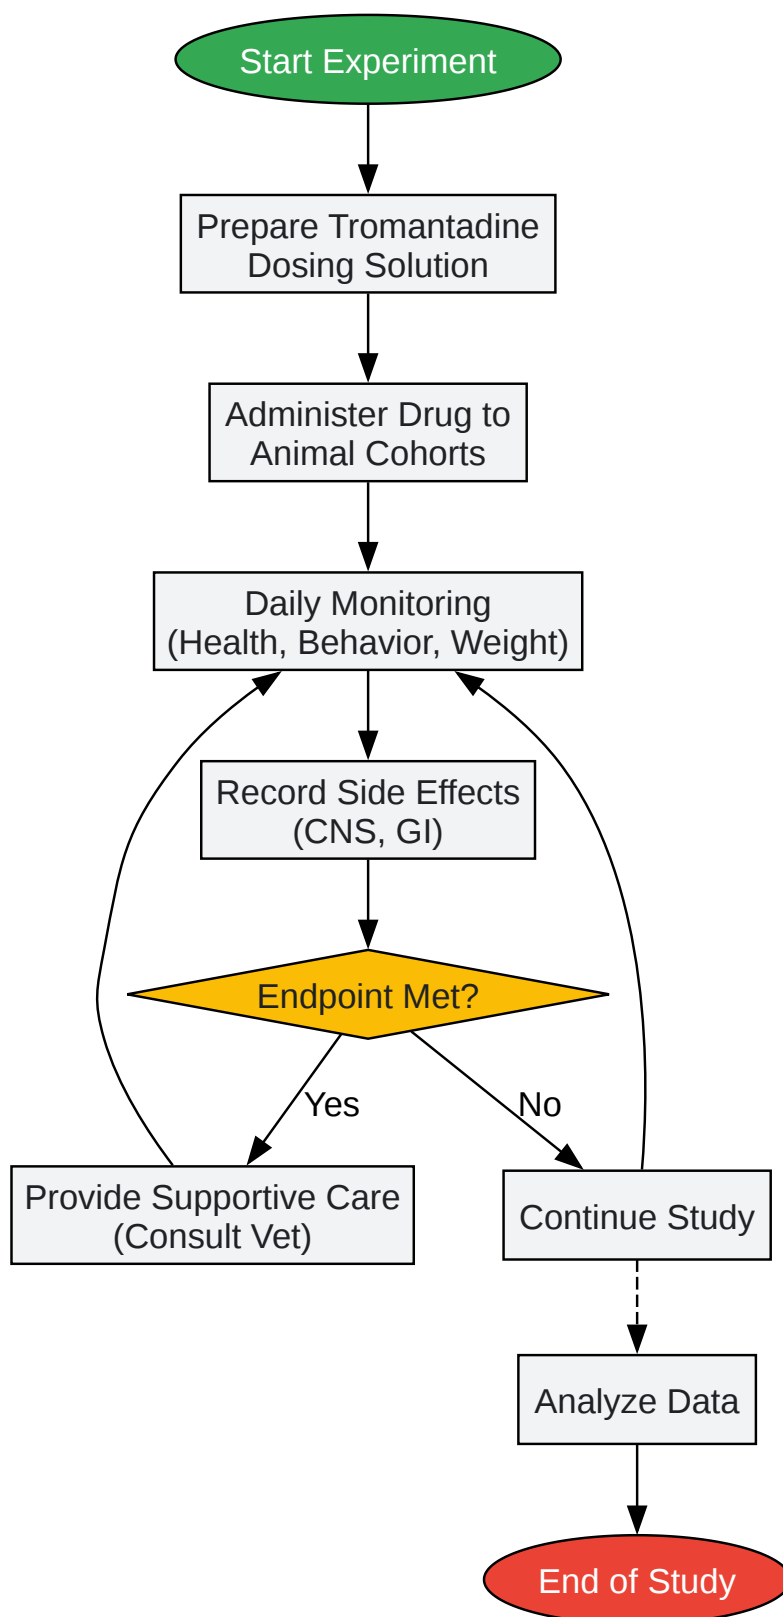 Start Experiment
Prepare Tromantadine
Dosing Solution
Administer Drug to
Animal Cohorts
Daily Monitoring
(Health, Behavior, Weight)
Record Side Effects
(CNS, GI)
Endpoint Met?
Yes
No
Provide Supportive Care
(Consult Vet)
Continue Study
Analyze Data
End of Study